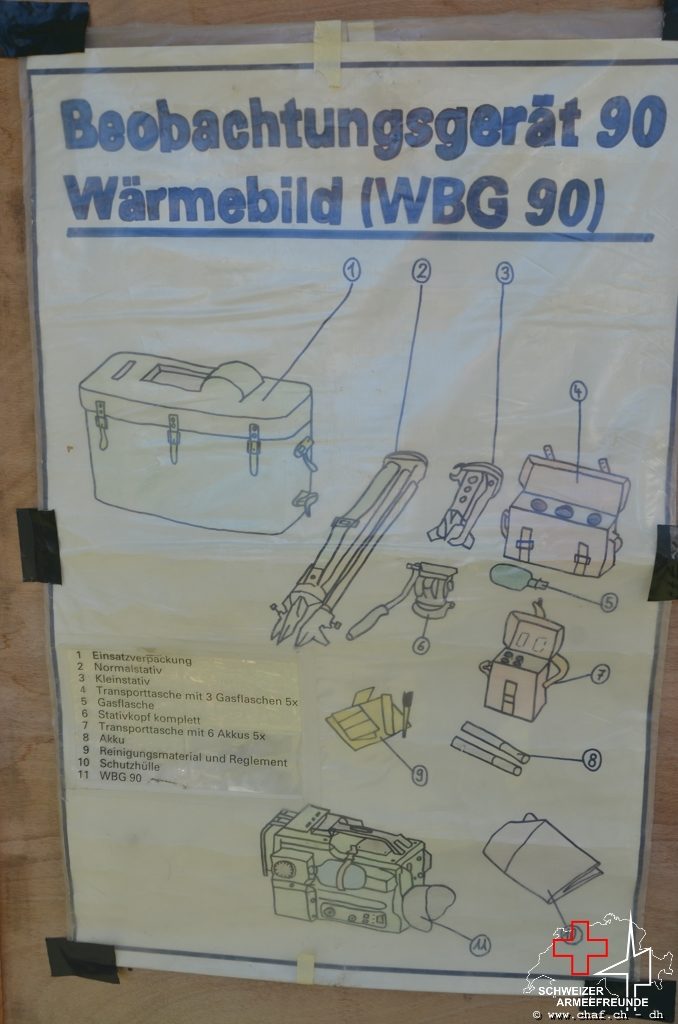 Beobachtungsgerät 90
Wärmebild (WBG 90)
1
2
3
4
5
6
7
8
9
11
1 Einsatzverpackung
2 Normalstativ
3 Kleinstativ
4 Transporttasche mit 3 Gasflaschen 5x
5 Gasflasche
6 Stativkopf komplett
7 Transporttasche mit 6 Akkus 5x
8 Akku
9 Reinigungsmaterial und Reglement
10 Schutzhülle
11 WBG 90
SCHWEIZER
ARMEEFREUNDE
© www.chaf.ch - dh